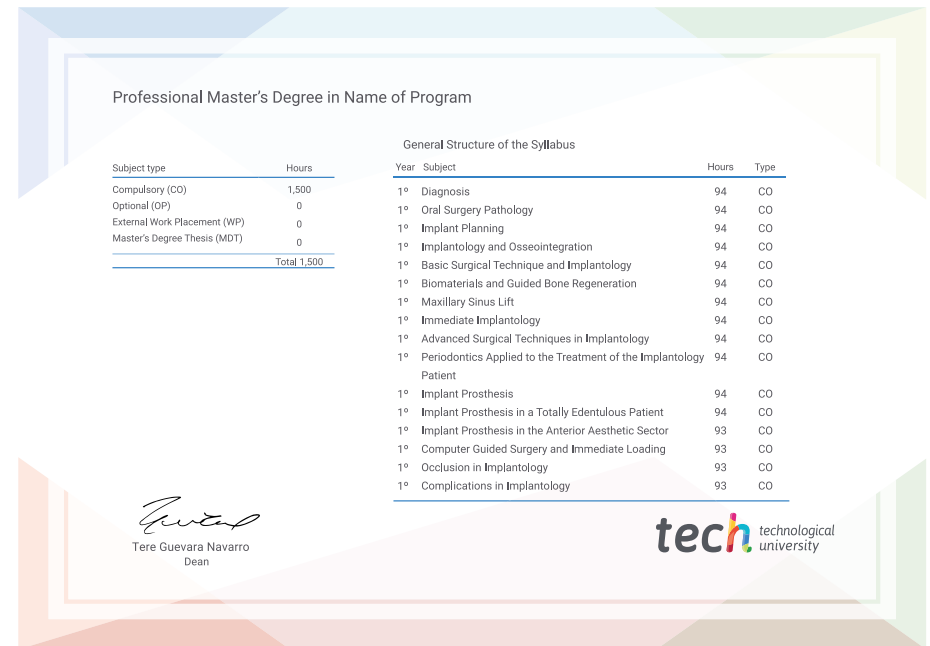 Professional Master's Degree in Name of Program
General Structure of the Syllabus
Subject type Hours
Compulsory (CO) 1,500
Optional (OP) 0
External Work Placement (WP) 0
Master's Degree Thesis (MDT) 0
Total 1,500
Year Subject Hours Type
1º Diagnosis 94 CO
1º Oral Surgery Pathology 94 CO
1º Implant Planning 94 CO
1º Implantology and Osseointegration 94 CO
1º Basic Surgical Technique and Implantology 94 CO
1º Biomaterials and Guided Bone Regeneration 94 CO
1º Maxillary Sinus Lift 94 CO
1º Immediate Implantology 94 CO
1º Advanced Surgical Techniques in Implantology 94 CO
1º Periodontics Applied to the Treatment of the Implantology 94 CO
Patient
1º Implant Prosthesis 94 CO
1º Implant Prosthesis in a Totally Edentulous Patient 94 CO
1º Implant Prosthesis in the Anterior Aesthetic Sector 93 CO
1º Computer Guided Surgery and Immediate Loading 93 CO
1º Occlusion in Implantology 93 CO
1º Complications in Implantology 93 CO
Tere Guevara Navarro
Dean
tech technological
university